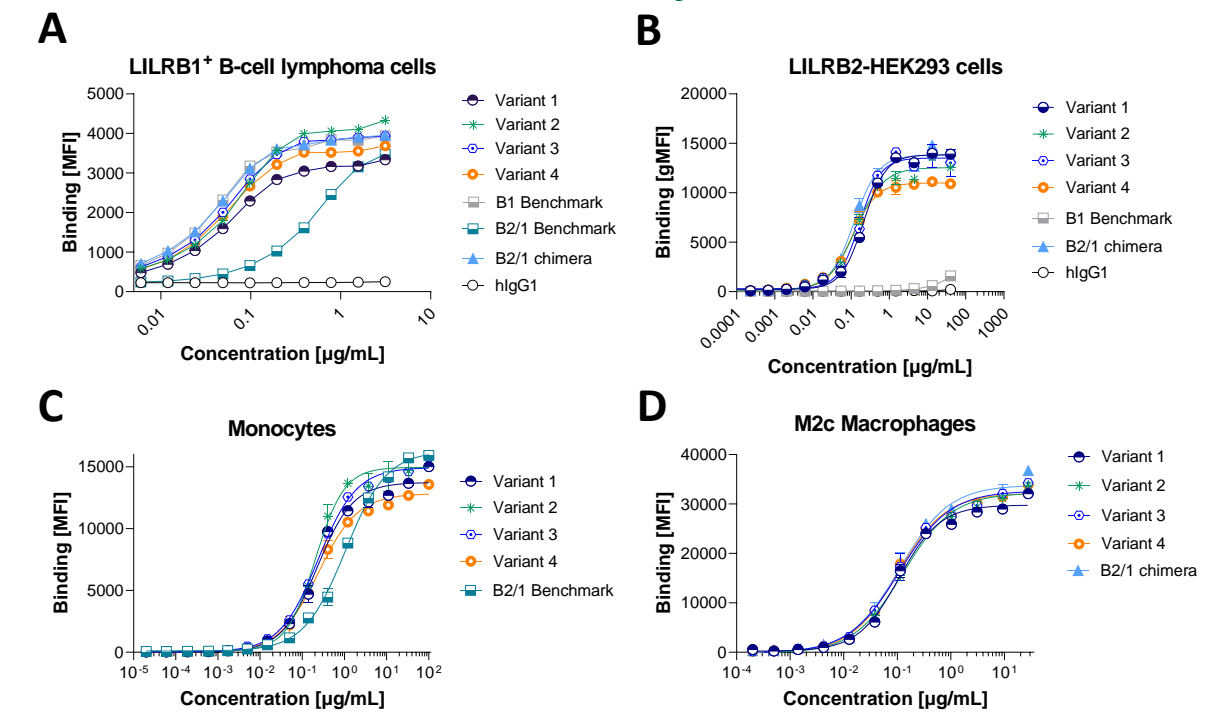 A
LILRB1+ B-cell lymphoma cells
Binding [MFI]
5000
4000
3000
2000
1000
0
0.01
0.1
1
10
Concentration [µg/mL]
Variant 1
Variant 2
Variant 3
Variant 4
B1 Benchmark
B2/1 Benchmark
B2/1 chimera
hIgG1
B
LILRB2-HEK293 cells
Binding [gMFI]
20000
15000
10000
5000
0
0.0001
0.001
0.01
0.1
1
10
100
1000
Concentration [µg/mL]
Variant 1
Variant 2
Variant 3
Variant 4
B1 Benchmark
B2/1 chimera
hIgG1
C
Monocytes
Binding [MFI]
15000
10000
5000
0
10-5
10-4
10-3
10-2
10-1
100
101
102
Concentration [µg/mL]
Variant 1
Variant 2
Variant 3
Variant 4
B2/1 Benchmark
D
M2c Macrophages
Binding [MFI]
40000
30000
20000
10000
0
10-4
10-3
10-2
10-1
100
101
Concentration [µg/mL]
Variant 1
Variant 2
Variant 3
Variant 4
B2/1 chimera